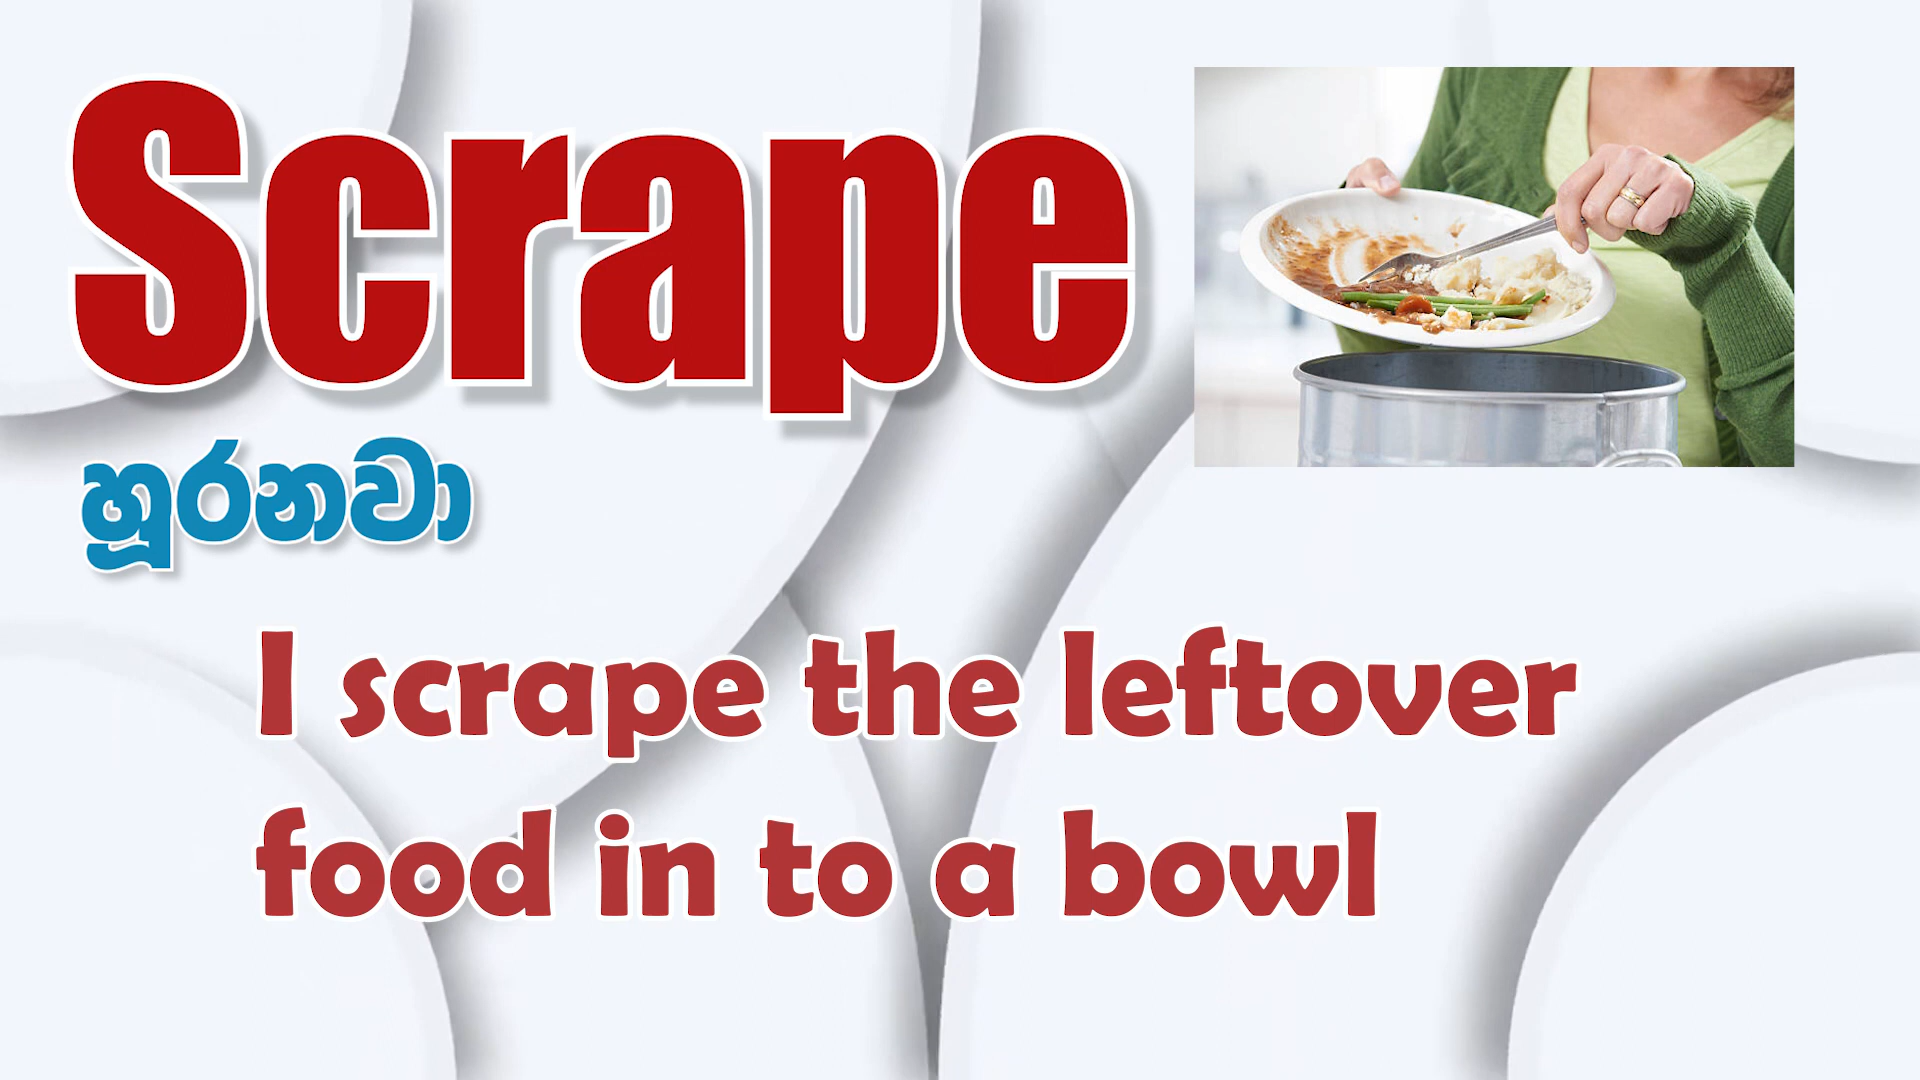 Scrape
හූරනවා
I scrape the leftover
food in to a bowl